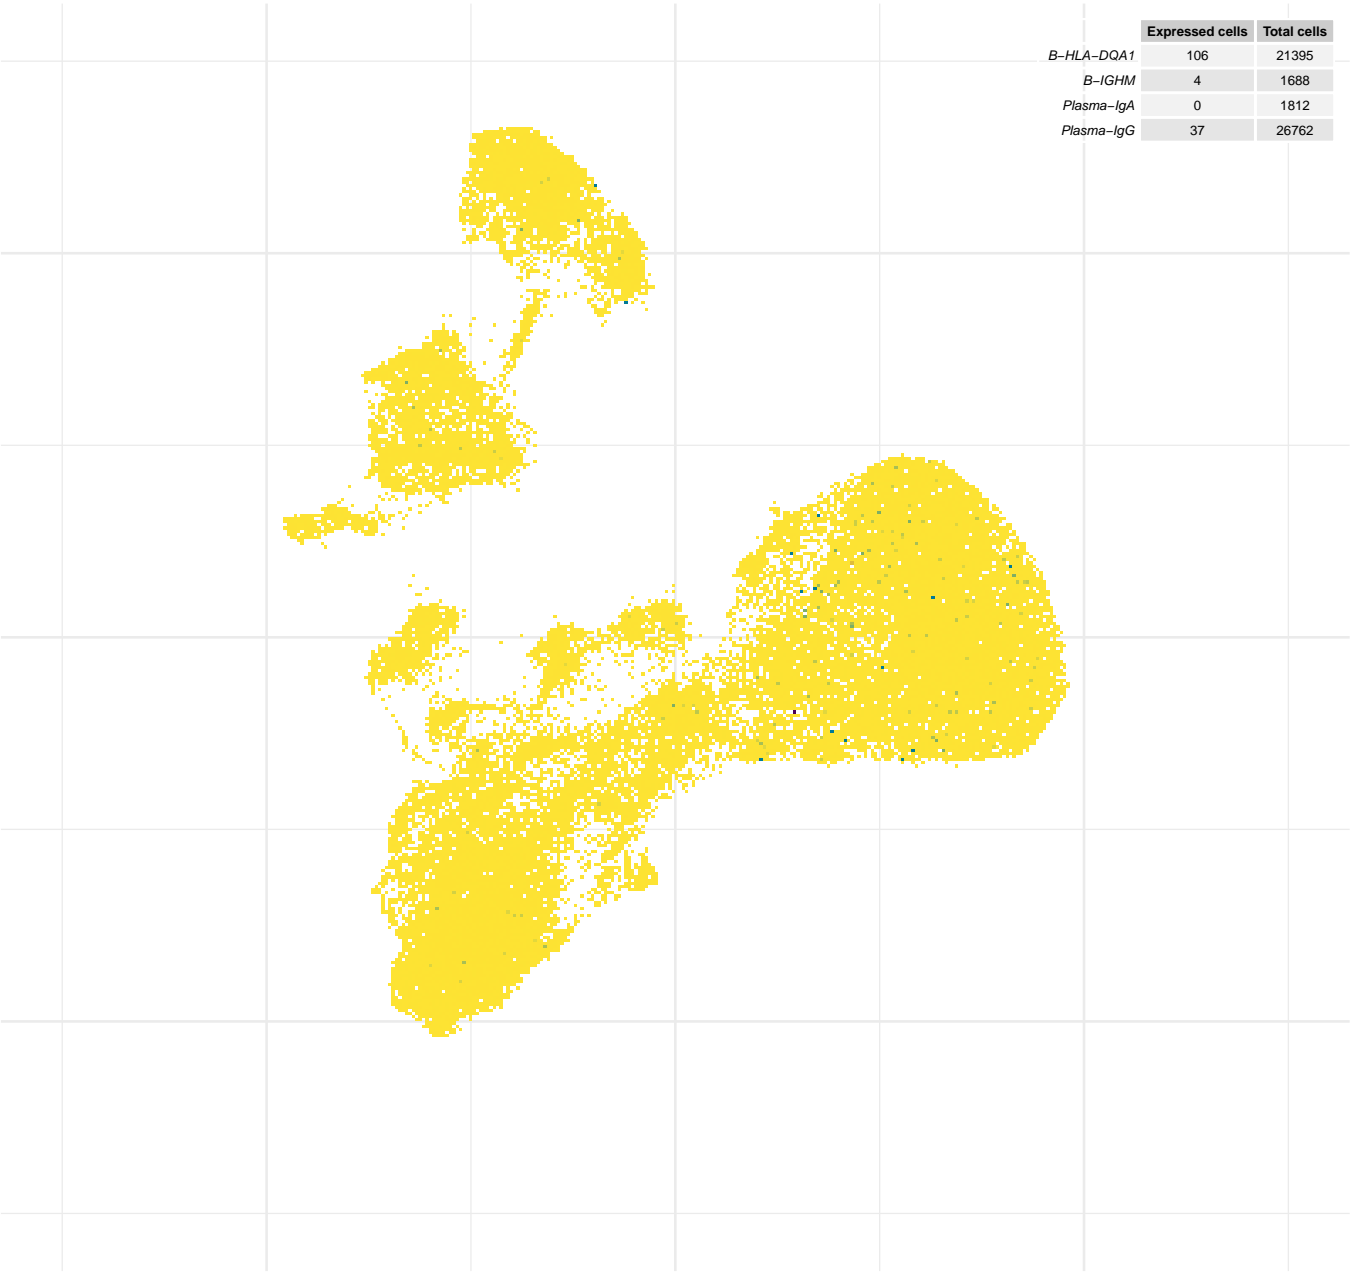 Expressed cells Total cells
B−HLA−DQA1 106 21395
B−IGHM 4 1688
Plasma−IgA 0 1812
Plasma−IgG 37 26762